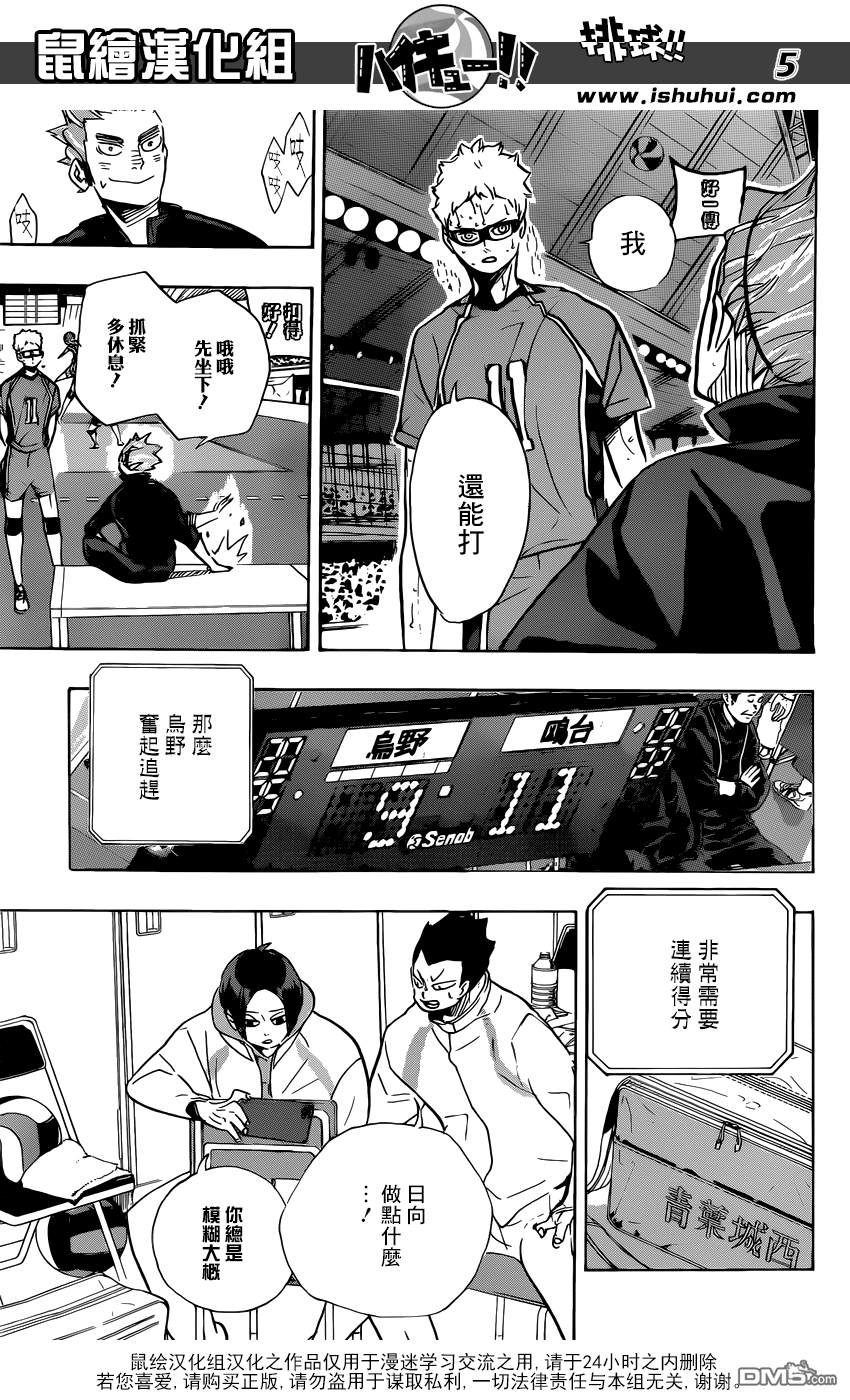 鼠繪漢化組
ハイキュー!!
排球!!
5
www.ishuhui.com
好一傳
我
還能打
11
吱
吱
吱
扣得
好!
哦哦
先坐下!
抓緊
多休息!
11
烏野
鳴台
9
11
Senob
那麼
烏野
奮起追趕
非常需要
連續得分
青葉城西
日向
做點什麼
…!
你總是
模糊大概
鼠绘汉化组汉化之作品仅用于漫迷学习交流之用, 请于24小时之内删除
若您喜爱, 请购买正版, 请勿盗用于谋取私利, 一切法律责任与本组无关, 谢谢.
DM5.com